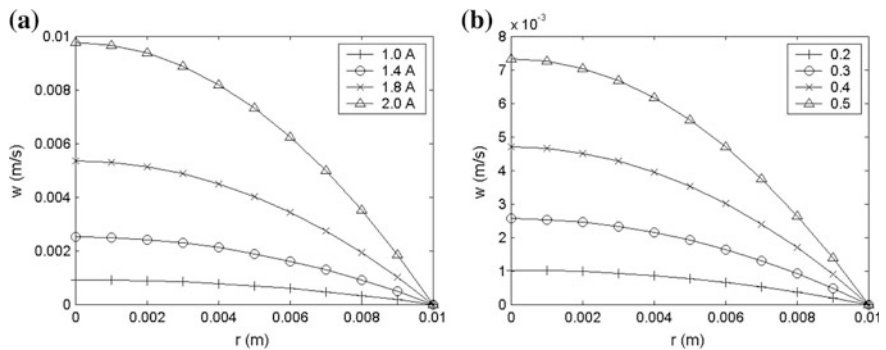 (a)
0.01
0.008
0.006
0.004
0.002
0
w (m/s)
0 0.002 0.004 0.006 0.008 0.01
r (m)
1.0 A
1.4 A
1.8 A
2.0 A
(b)
8 x 10⁻³
7
6
5
4
3
2
1
0
w (m/s)
0 0.002 0.004 0.006 0.008 0.01
r (m)
0.2
0.3
0.4
0.5